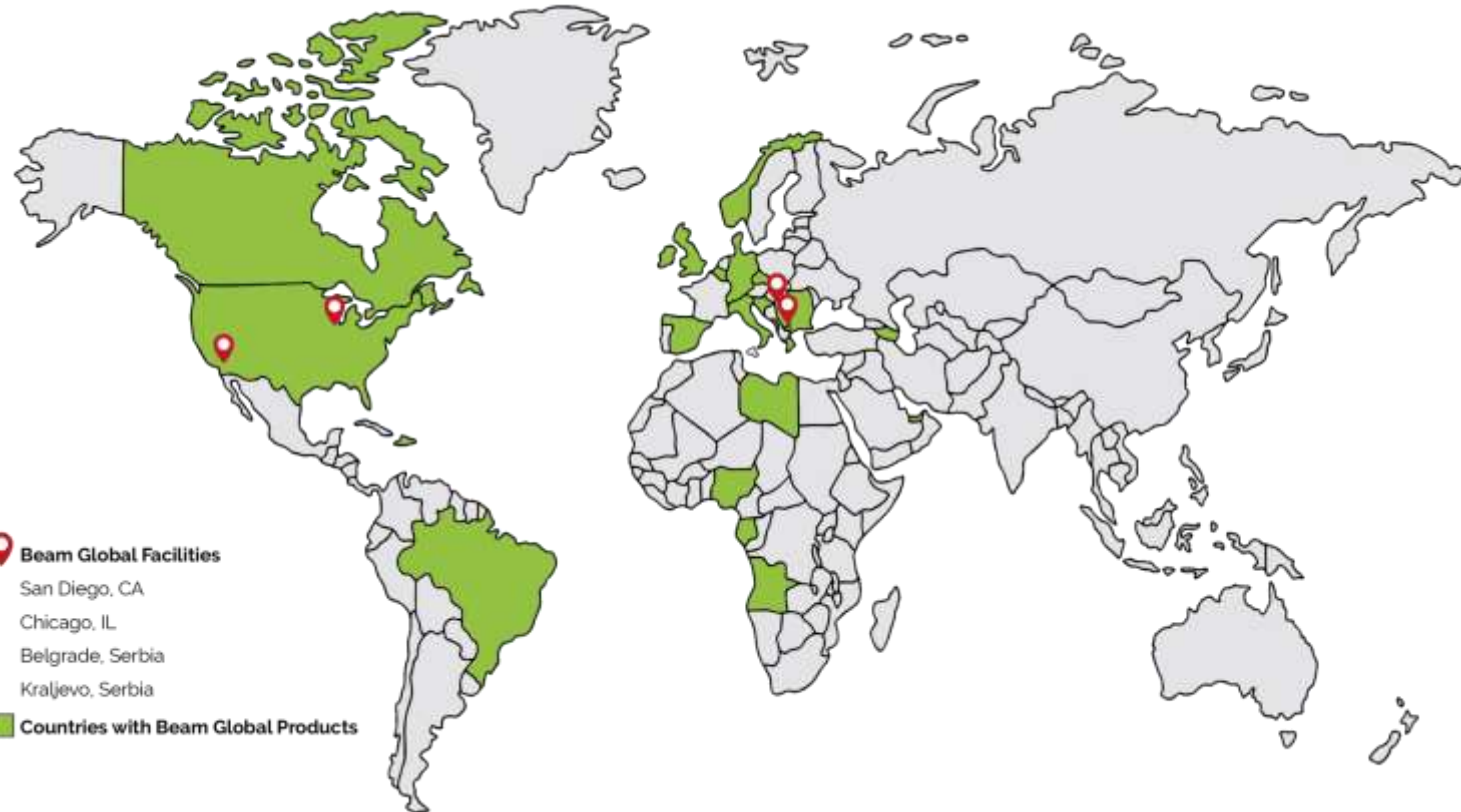 Beam Global Facilities
San Diego, CA
Chicago, IL
Belgrade, Serbia
Kraljevo, Serbia
Countries with Beam Global Products